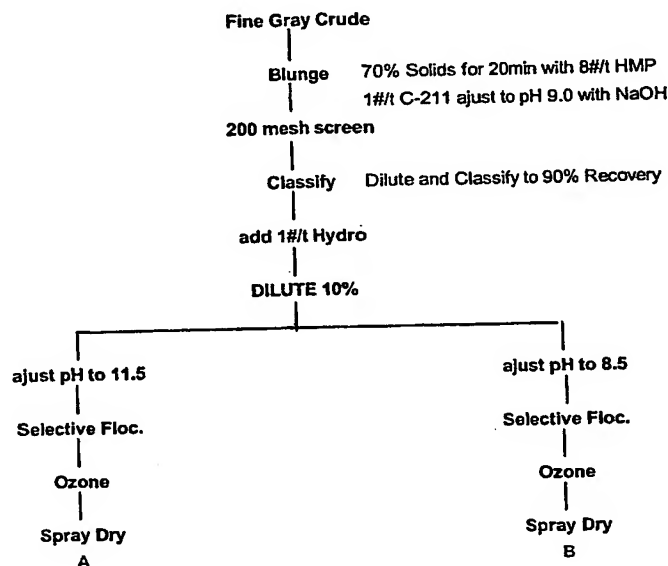 Fine Gray Crude
Blunge 70% Solids for 20min with 8#/t HMP
1#/t C-211 ajust to pH 9.0 with NaOH
200 mesh screen
Classify Dilute and Classify to 90% Recovery
add 1#/t Hydro
DILUTE 10%
ajust pH to 11.5
Selective Floc.
Ozone
Spray Dry
A
ajust pH to 8.5
Selective Floc.
Ozone
Spray Dry
B